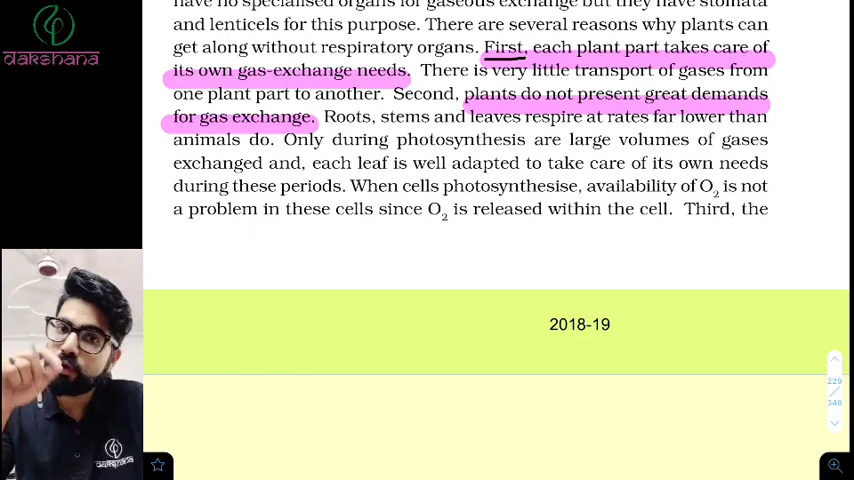 dakshana
have no specialised organs for gaseous exchange but they have stomata
and lenticels for this purpose. There are several reasons why plants can
get along without respiratory organs. First, each plant part takes care of
its own gas-exchange needs. There is very little transport of gases from
one plant part to another. Second, plants do not present great demands
for gas exchange. Roots, stems and leaves respire at rates far lower than
animals do. Only during photosynthesis are large volumes of gases
exchanged and, each leaf is well adapted to take care of its own needs
during these periods. When cells photosynthesise, availability of O2 is not
a problem in these cells since O2 is released within the cell. Third, the
2018-19
229
/
346
dakshana